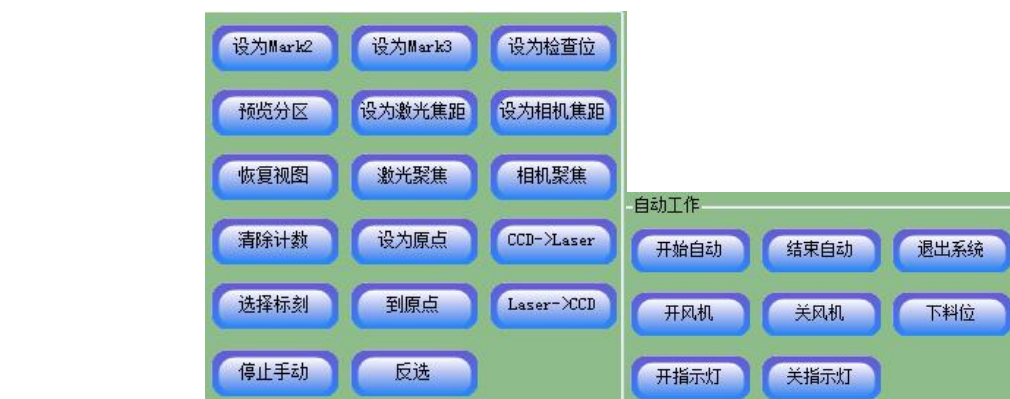 设为Mark2 设为Mark3 设为检查位
预览分区 设为激光焦距 设为相机焦距
恢复视图 激光聚焦 相机聚焦
清除计数 设为原点 CCD->Laser
选择标刻 到原点 Laser->CCD
停止手动 反选
自动工作
开始自动 结束自动 退出系统
开风机 关风机 下料位
开指示灯 关指示灯